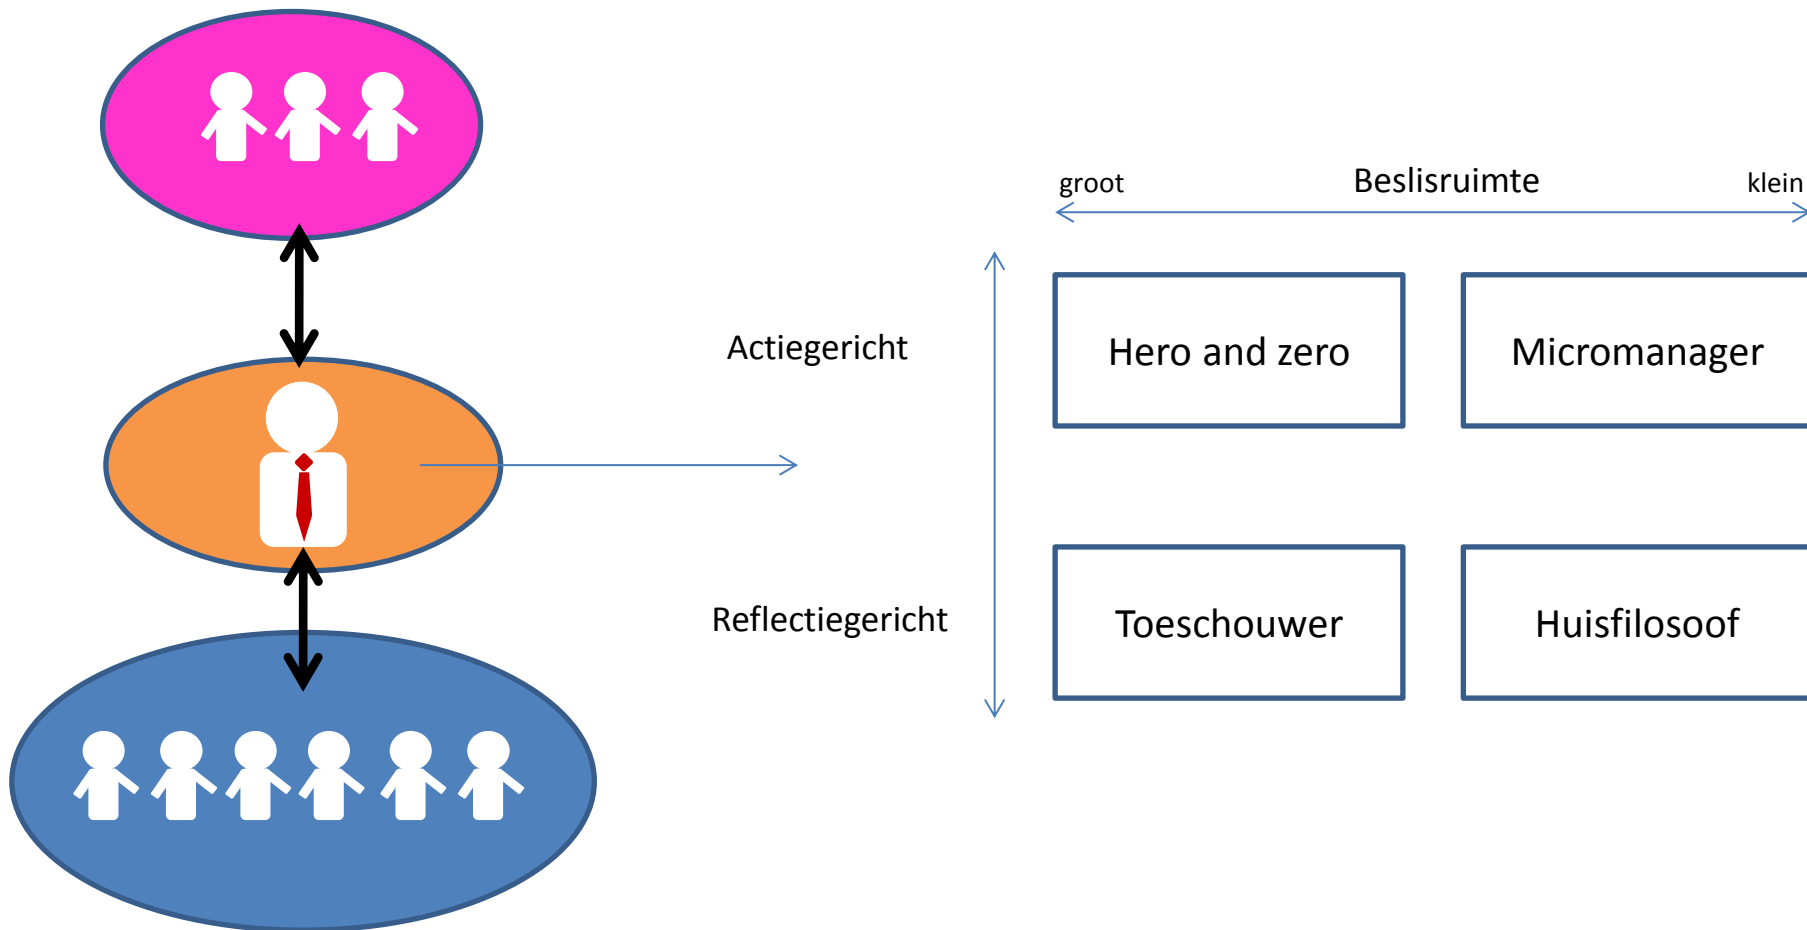 groot Beslisruimte klein
Actiegericht
Hero and zero
Micromanager
Reflectiegericht
Toeschouwer
Huisfilosoof